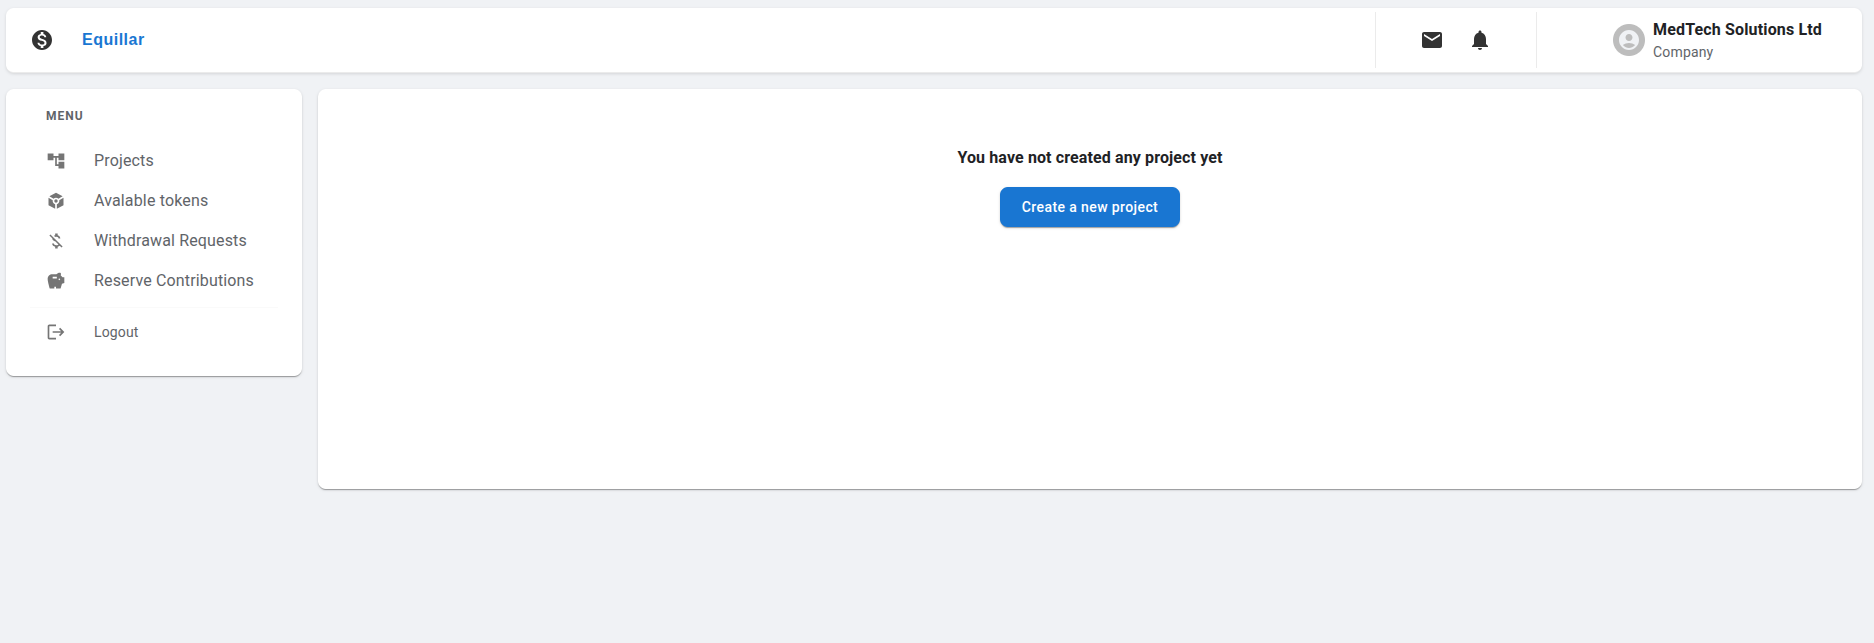 Equillar
MedTech Solutions Ltd
Company
MENU
Projects
Avalable tokens
Withdrawal Requests
Reserve Contributions
Logout
You have not created any project yet
Create a new project